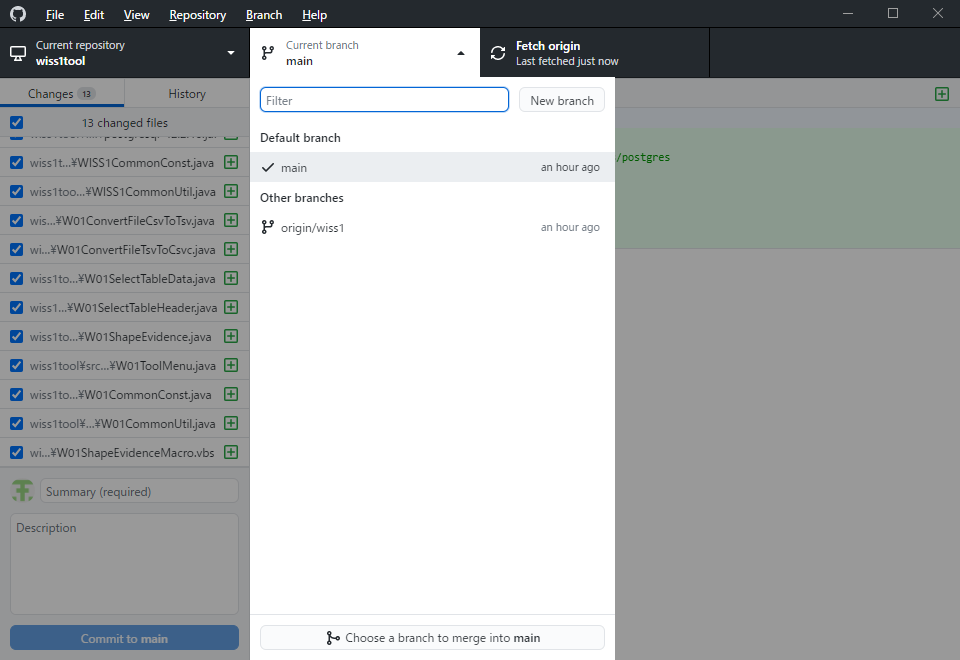 File Edit View Repository Branch Help
Current repository
wiss1tool
Current branch
main
Fetch origin
Last fetched just now
Changes 13 History
13 changed files
wiss1t...¥WISS1CommonConst.java
wiss1too...¥WISS1CommonUtil.java
wis...¥W01ConvertFileCsvToTsv.java
wi...¥W01ConvertFileTsvToCsvc.java
wiss1to...¥W01SelectTableData.java
wiss1...¥W01SelectTableHeader.java
wiss1to...¥W01ShapeEvidence.java
wiss1tool¥src...¥W01ToolMenu.java
wiss1to...¥W01CommonConst.java
wiss1tool¥...¥W01CommonUtil.java
wi...¥W01ShapeEvidenceMacro.vbs
Summary (required)
Description
Commit to main
Filter
New branch
Default branch
main an hour ago
Other branches
origin/wiss1 an hour ago
Choose a branch to merge into main
/postgres